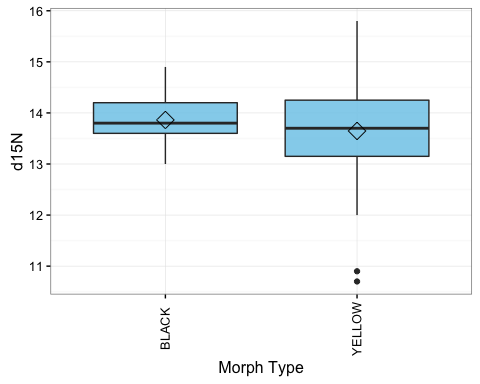 16
15
14
13
12
11
d15N
BLACK
YELLOW
Morph Type